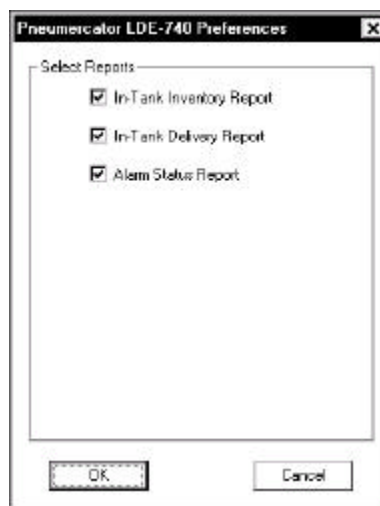 Pneumercator LDE-740 Preferences
Select Reports
In-Tank Inventory Report
In-Tank Delivery Report
Alarm Status Report
OK
Cancel